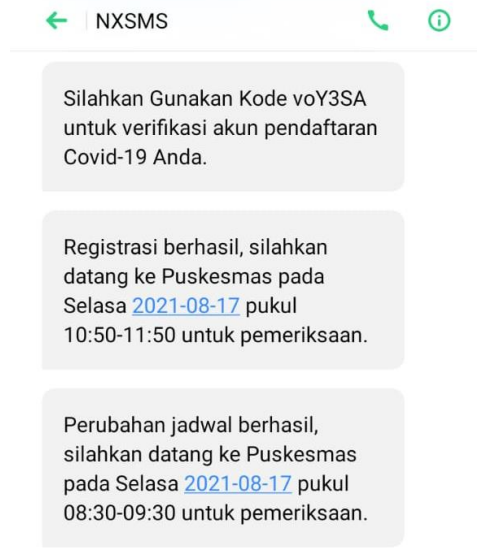 NXSMS
Silahkan Gunakan Kode voY3SA
untuk verifikasi akun pendaftaran
Covid-19 Anda.
Registrasi berhasil, silahkan
datang ke Puskesmas pada
Selasa 2021-08-17 pukul
10:50-11:50 untuk pemeriksaan.
Perubahan jadwal berhasil,
silahkan datang ke Puskesmas
pada Selasa 2021-08-17 pukul
08:30-09:30 untuk pemeriksaan.